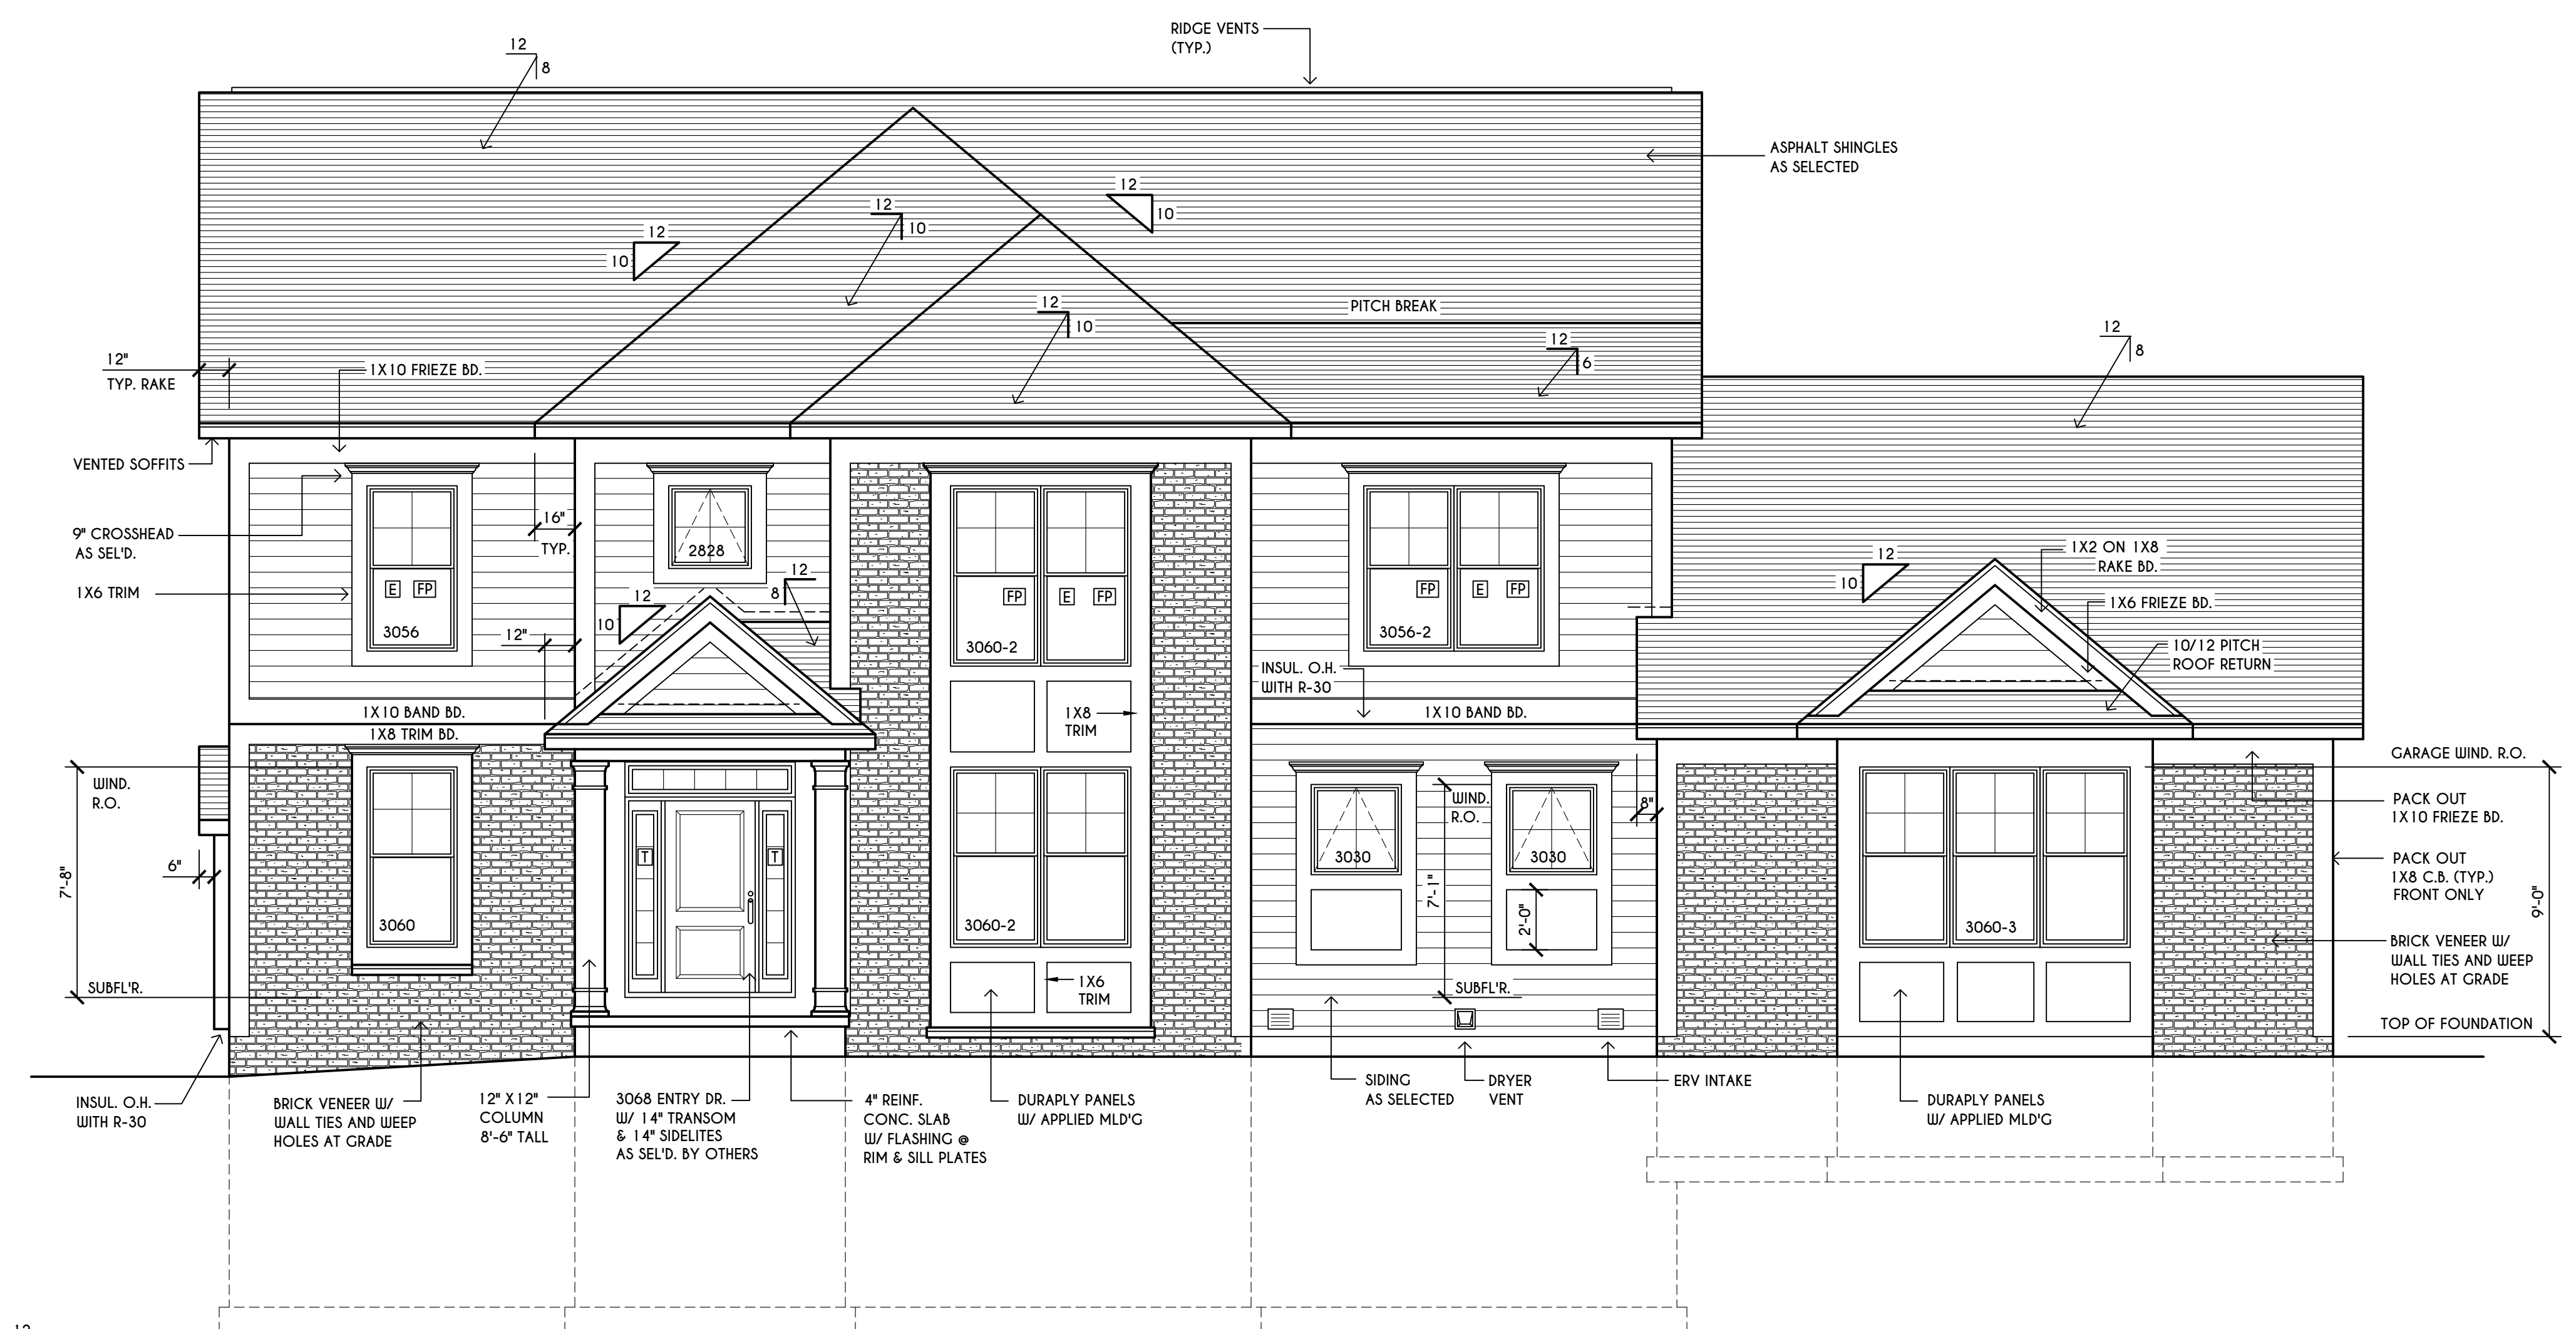 RIDGE VENTS
(TYP.)
12
8
ASPHALT SHINGLES
AS SELECTED
12
10
12
10
12
10
12
10
PITCH BREAK
12
6
12
8
12"
TYP. RAKE
1X10 FRIEZE BD.
VENTED SOFFITS
9" CROSSHEAD
AS SEL'D.
1X6 TRIM
16"
TYP.
2828
E
FP
3056
12"
12
10
12
8
FP
E
FP
3060-2
FP
E
FP
3056-2
INSUL. O.H.
WITH R-30
12
10
1X2 ON 1X8
RAKE BD.
1X6 FRIEZE BD.
10/12 PITCH
ROOF RETURN
1X10 BAND BD.
1X8 TRIM BD.
1X8
TRIM
1X10 BAND BD.
WIND.
R.O.
7'-8"
6"
3060
SUBFL'R.
T
T
3060-2
1X6
TRIM
WIND.
R.O.
3030
3030
7'-1"
2'-0"
8"
SUBFL'R.
3060-3
GARAGE WIND. R.O.
PACK OUT
1X10 FRIEZE BD.
PACK OUT
1X8 C.B. (TYP.)
FRONT ONLY
9'-0"
BRICK VENEER W/
WALL TIES AND WEEP
HOLES AT GRADE
TOP OF FOUNDATION
INSUL. O.H.
WITH R-30
BRICK VENEER W/
WALL TIES AND WEEP
HOLES AT GRADE
12" X12"
COLUMN
8'-6" TALL
3068 ENTRY DR.
W/ 14" TRANSOM
& 14" SIDELITES
AS SEL'D. BY OTHERS
4" REINF.
CONC. SLAB
W/ FLASHING @
RIM & SILL PLATES
DURAPLY PANELS
W/ APPLIED MLD'G
SIDING
AS SELECTED
DRYER
VENT
ERV INTAKE
DURAPLY PANELS
W/ APPLIED MLD'G